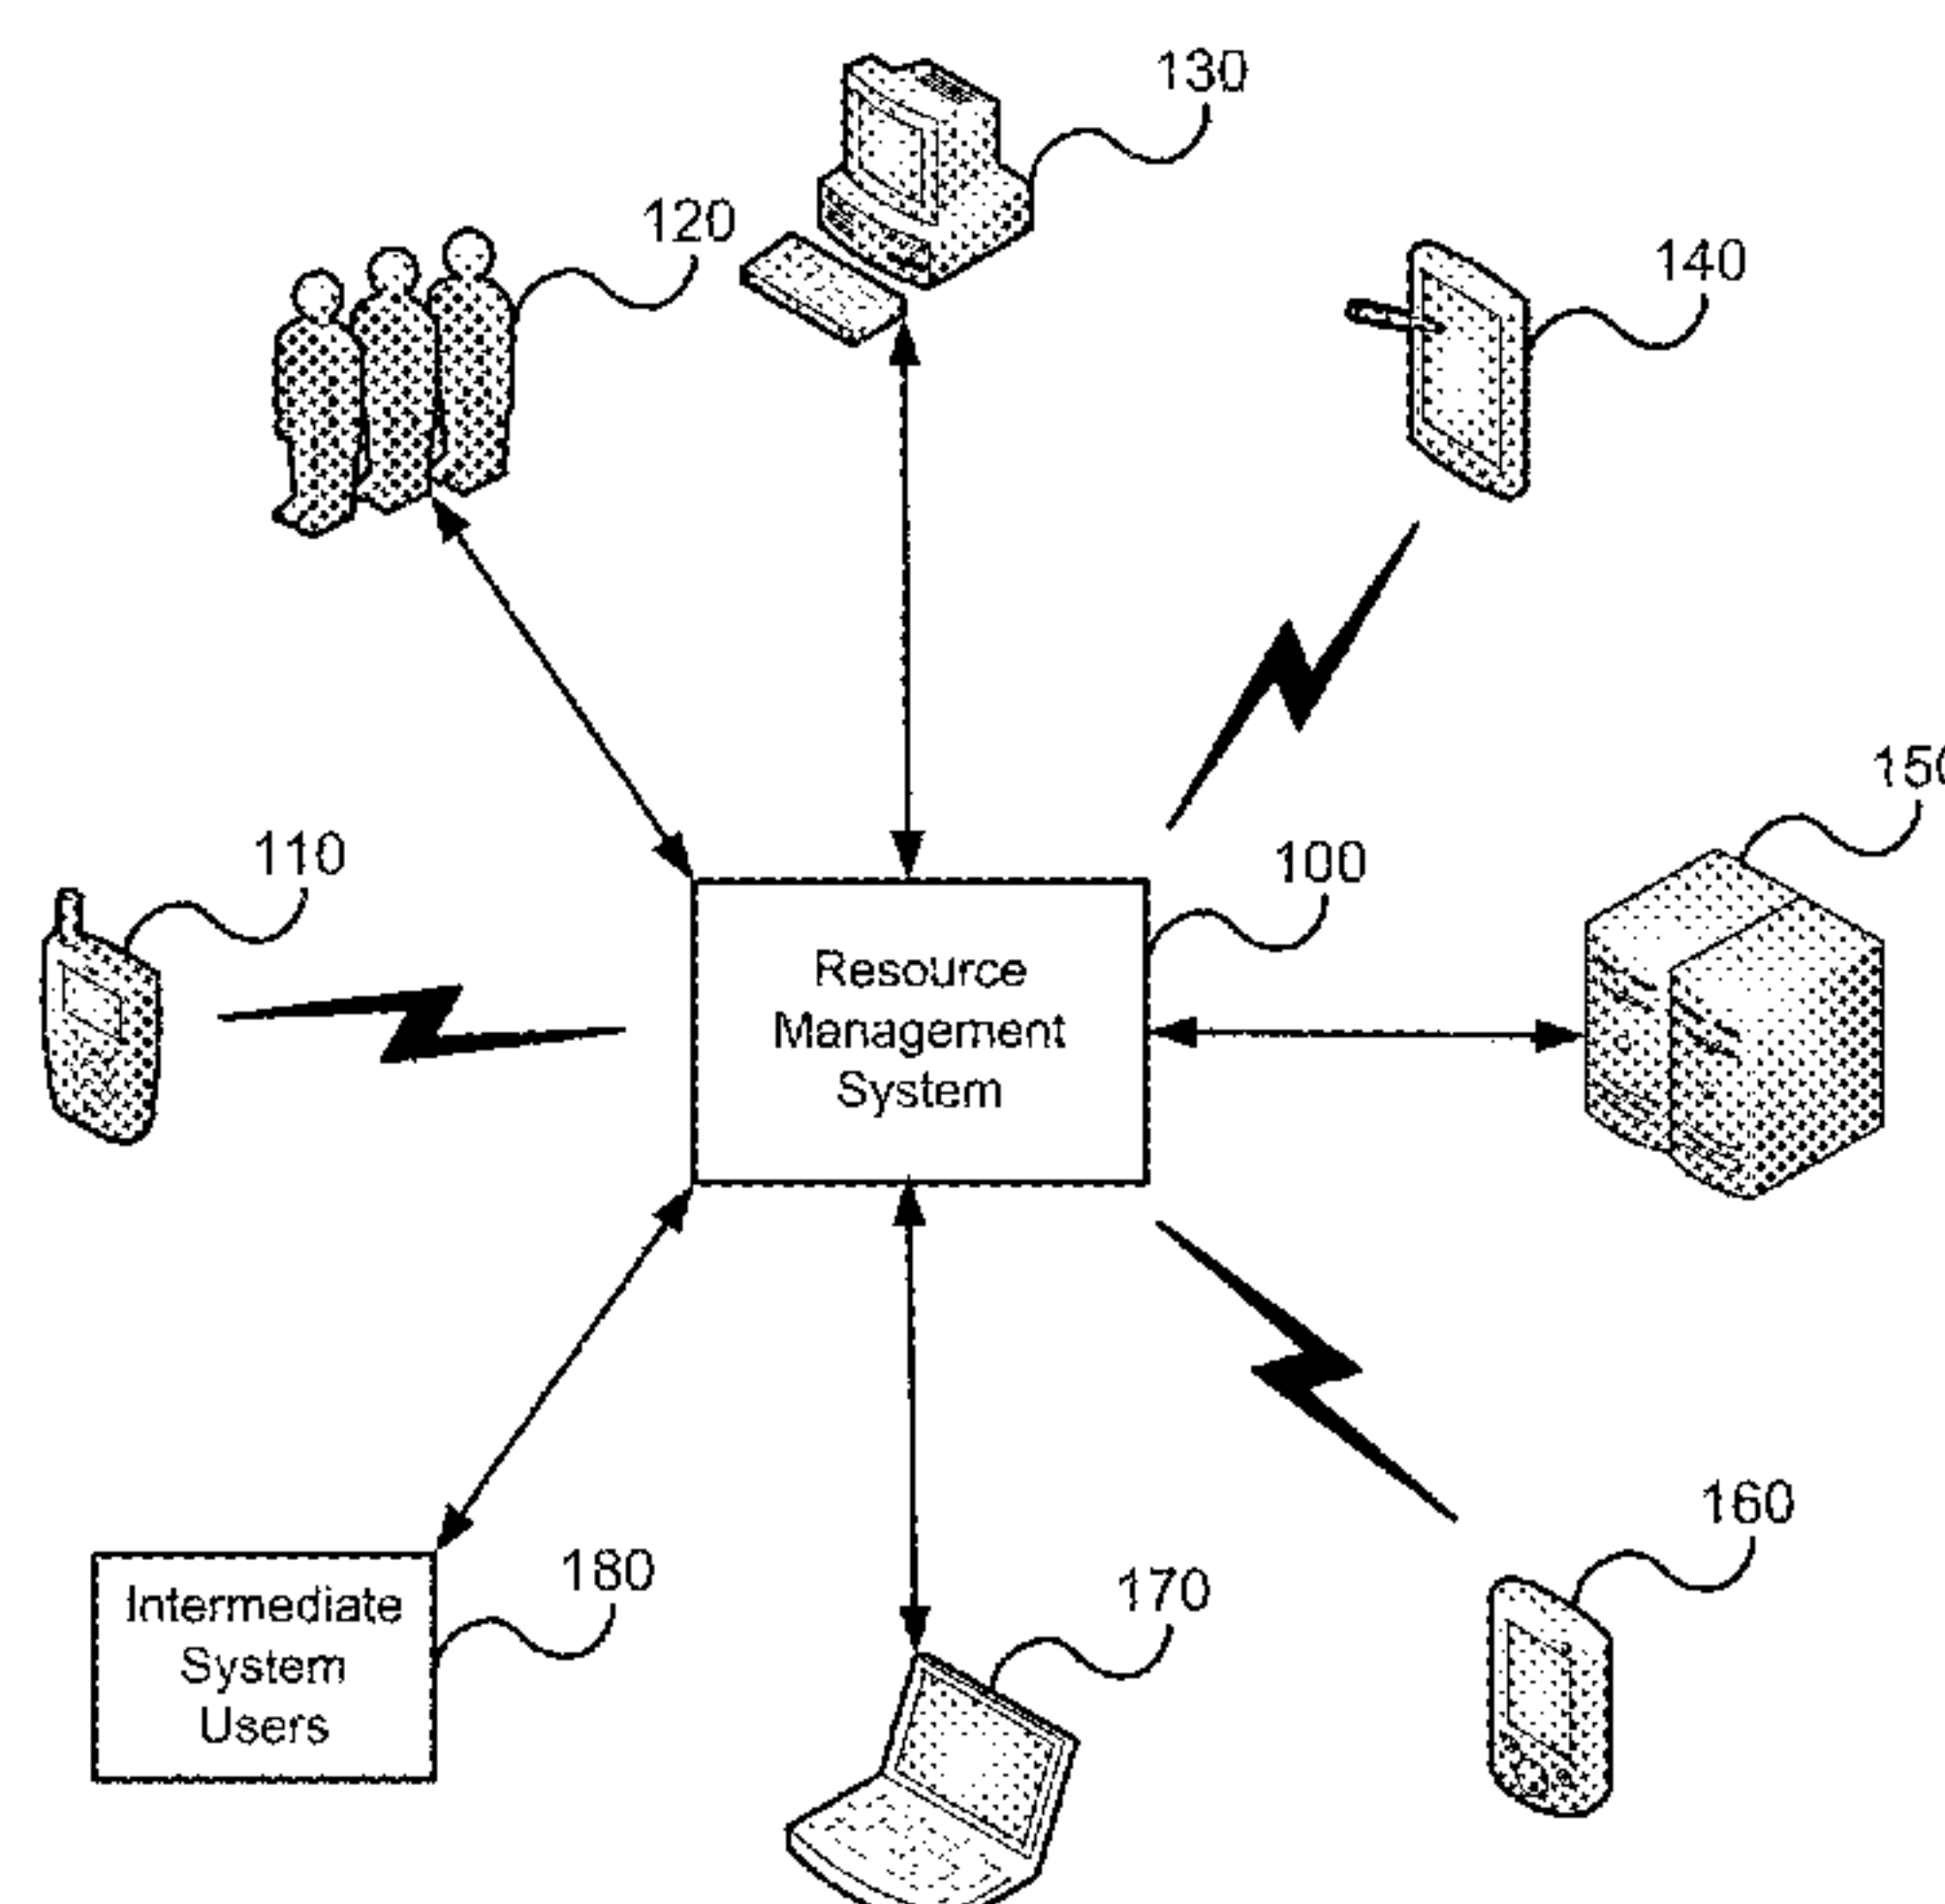 130
120
140
150
110
100
Resource
Management
System
160
180
170
Intermediate
System
Users